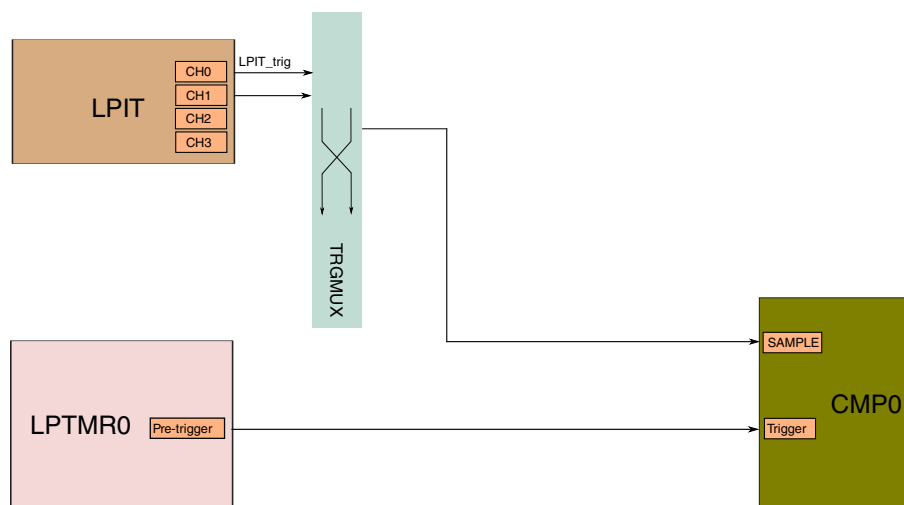 LPIT
CH0
CH1
CH2
CH3
LPIT_trig
TRGMUX
SAMPLE
CMP0
Trigger
LPTMR0
Pre-trigger